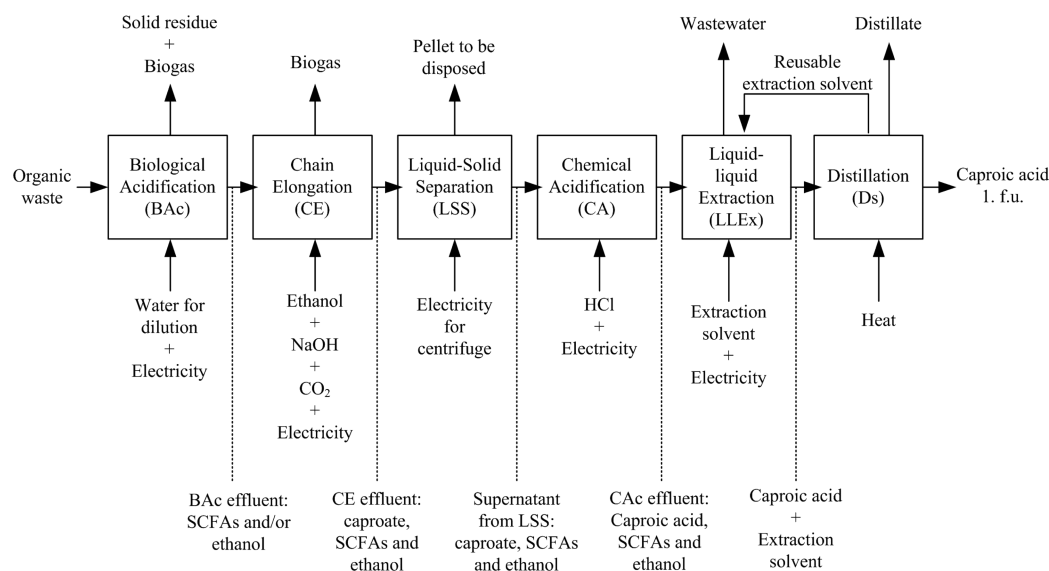 Solid residue
+
Biogas
Biogas
Pellet to be
disposed
Wastewater
Distillate
Reusable
extraction solvent
Organic
waste
Biological
Acidification
(BAc)
Chain
Elongation
(CE)
Liquid-Solid
Separation
(LSS)
Chemical
Acidification
(CA)
Liquid-
liquid
Extraction
(LLEx)
Distillation
(Ds)
Caproic acid
1. f.u.
Water for
dilution
+
Electricity
Ethanol
+
NaOH
+
CO2
+
Electricity
Electricity
for
centrifuge
HCl
+
Electricity
Extraction
solvent
+
Electricity
Heat
BAc effluent:
SCFAs and/or
ethanol
CE effluent:
caproate,
SCFAs and
ethanol
Supernatant
from LSS:
caproate, SCFAs
and ethanol
CAc effluent:
Caproic acid,
SCFAs and
ethanol
Caproic acid
+
Extraction
solvent